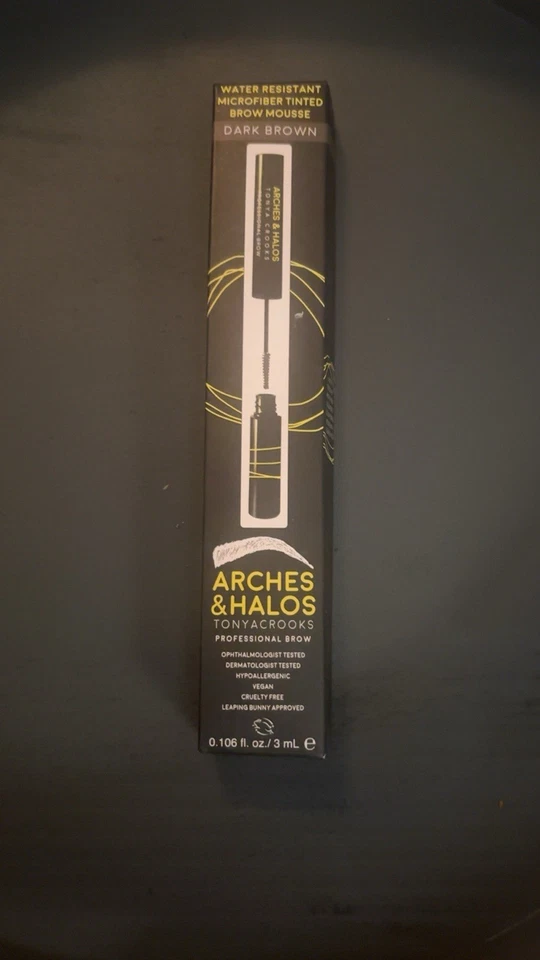 WATER RESISTANT
MICROFIBER TINTED
BROW MOUSSE
DARK BROWN
ARCHES & HALOS
TONYA CROOKS
PROFESSIONAL BROW
ARCHES
&HALOS
TONYACROOKS
PROFESSIONAL BROW
OPHTHALMOLOGIST TESTED
DERMATOLOGIST TESTED
HYPOALLERGENIC
VEGAN
CRUELTY FREE
LEAPING BUNNY APPROVED
0.106 fl. oz./ 3 mL ℮